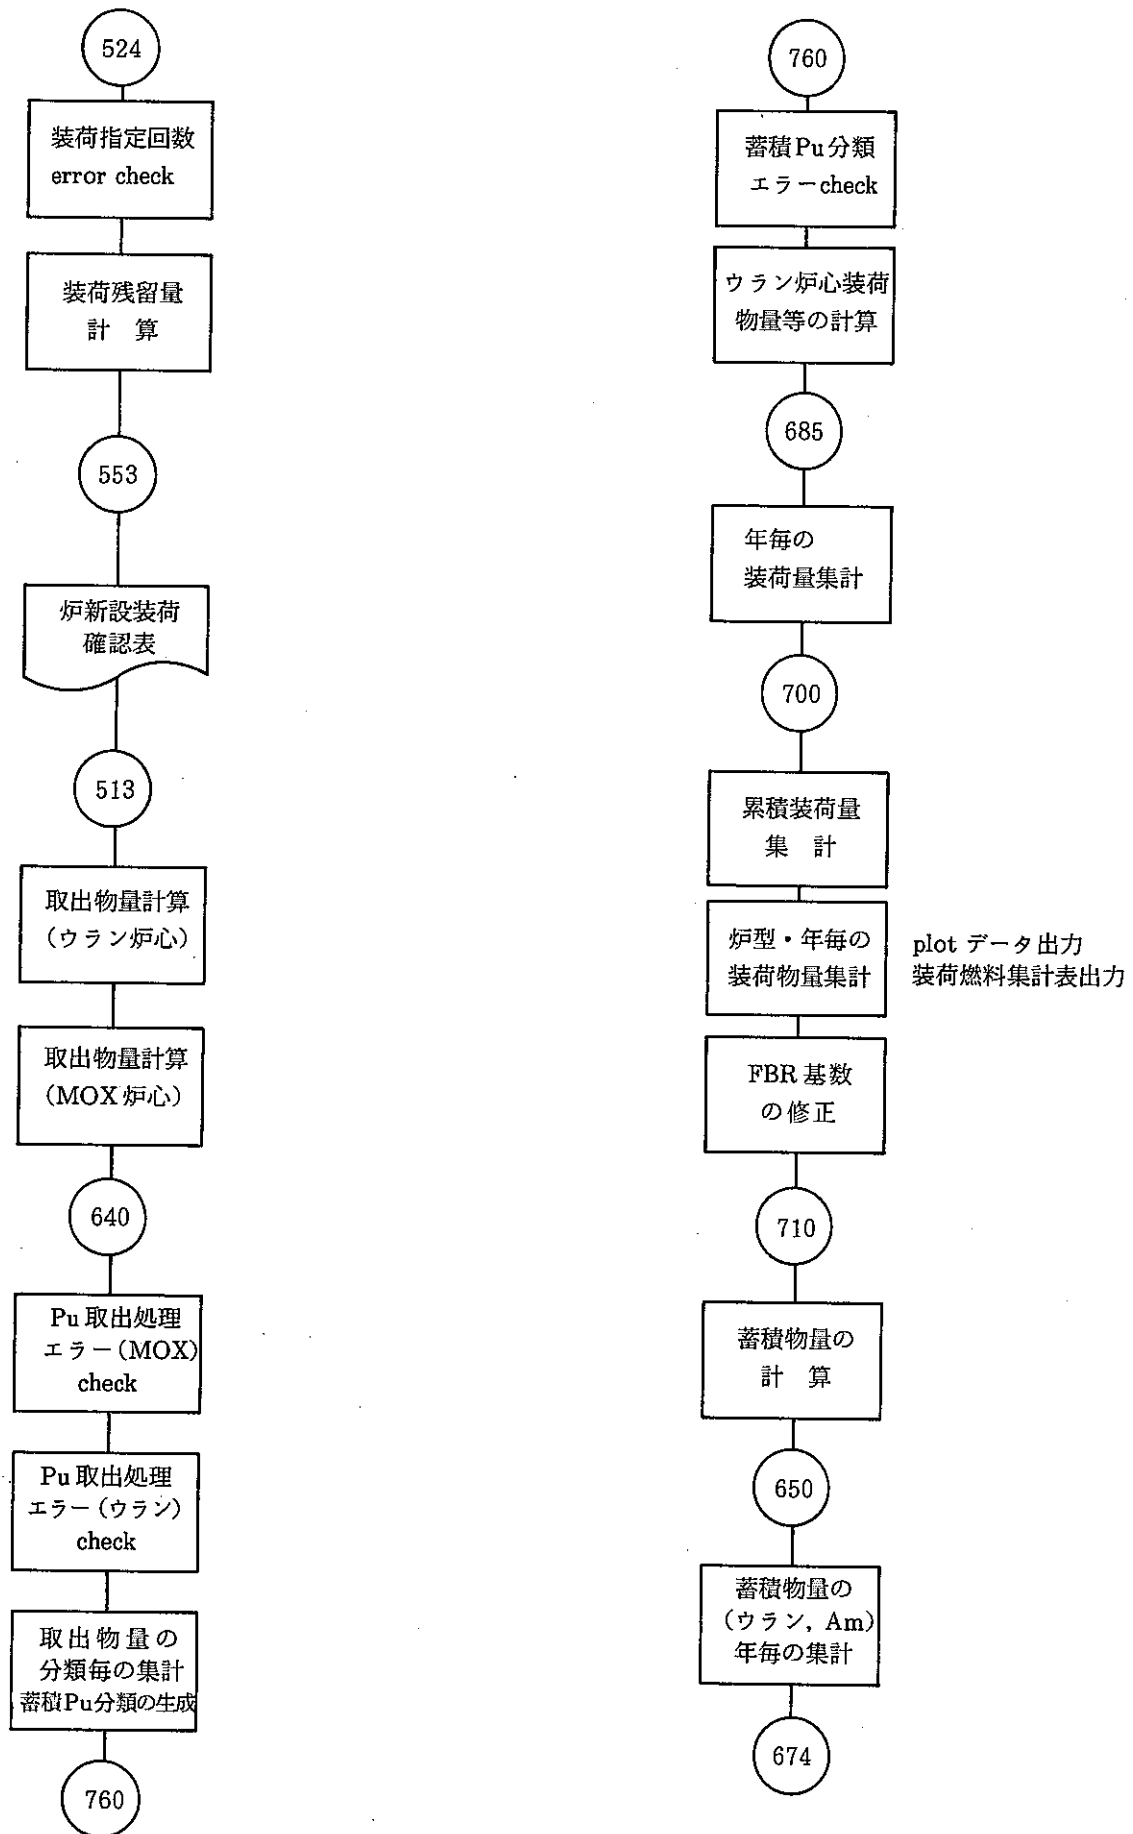 524
装荷指定回数
error check
装荷残留量
計 算
553
炉新設装荷
確認表
513
取出物量計算
(ウラン炉心)
取出物量計算
(MOX炉心)
640
Pu取出処理
エラー(MOX)
check
Pu取出処理
エラー(ウラン)
check
取出物量の
分類毎の集計
蓄積Pu分類の生成
760
760
蓄積Pu分類
エラーcheck
ウラン炉心装荷
物量等の計算
685
年毎の
装荷量集計
700
累積装荷量
集 計
炉型・年毎の
装荷物量集計
plot データ出力
装荷燃料集計表出力
FBR基数
の修正
710
蓄積物量の
計 算
650
蓄積物量の
(ウラン, Am)
年毎の集計
674